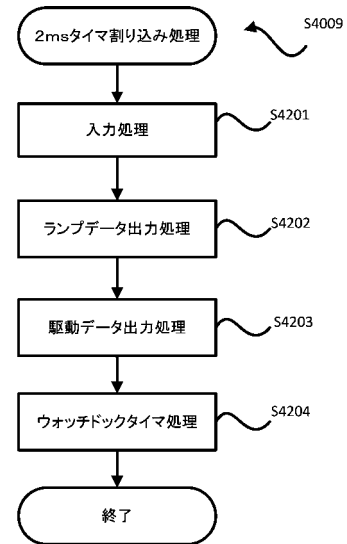 2msタイマ割り込み処理
S4009
入力処理
S4201
ランプデータ出力処理
S4202
駆動データ出力処理
S4203
ウォッチドックタイマ処理
S4204
終了